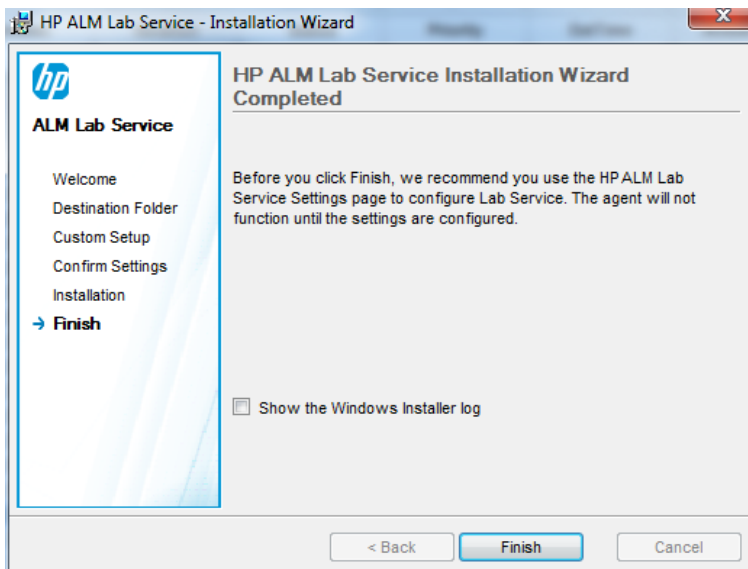 HP ALM Lab Service - Installation Wizard
hp
ALM Lab Service
Welcome
Destination Folder
Custom Setup
Confirm Settings
Installation
Finish
HP ALM Lab Service Installation Wizard
Completed
Before you click Finish, we recommend you use the HP ALM Lab
Service Settings page to configure Lab Service. The agent will not
function until the settings are configured.
Show the Windows Installer log
< Back
Finish
Cancel